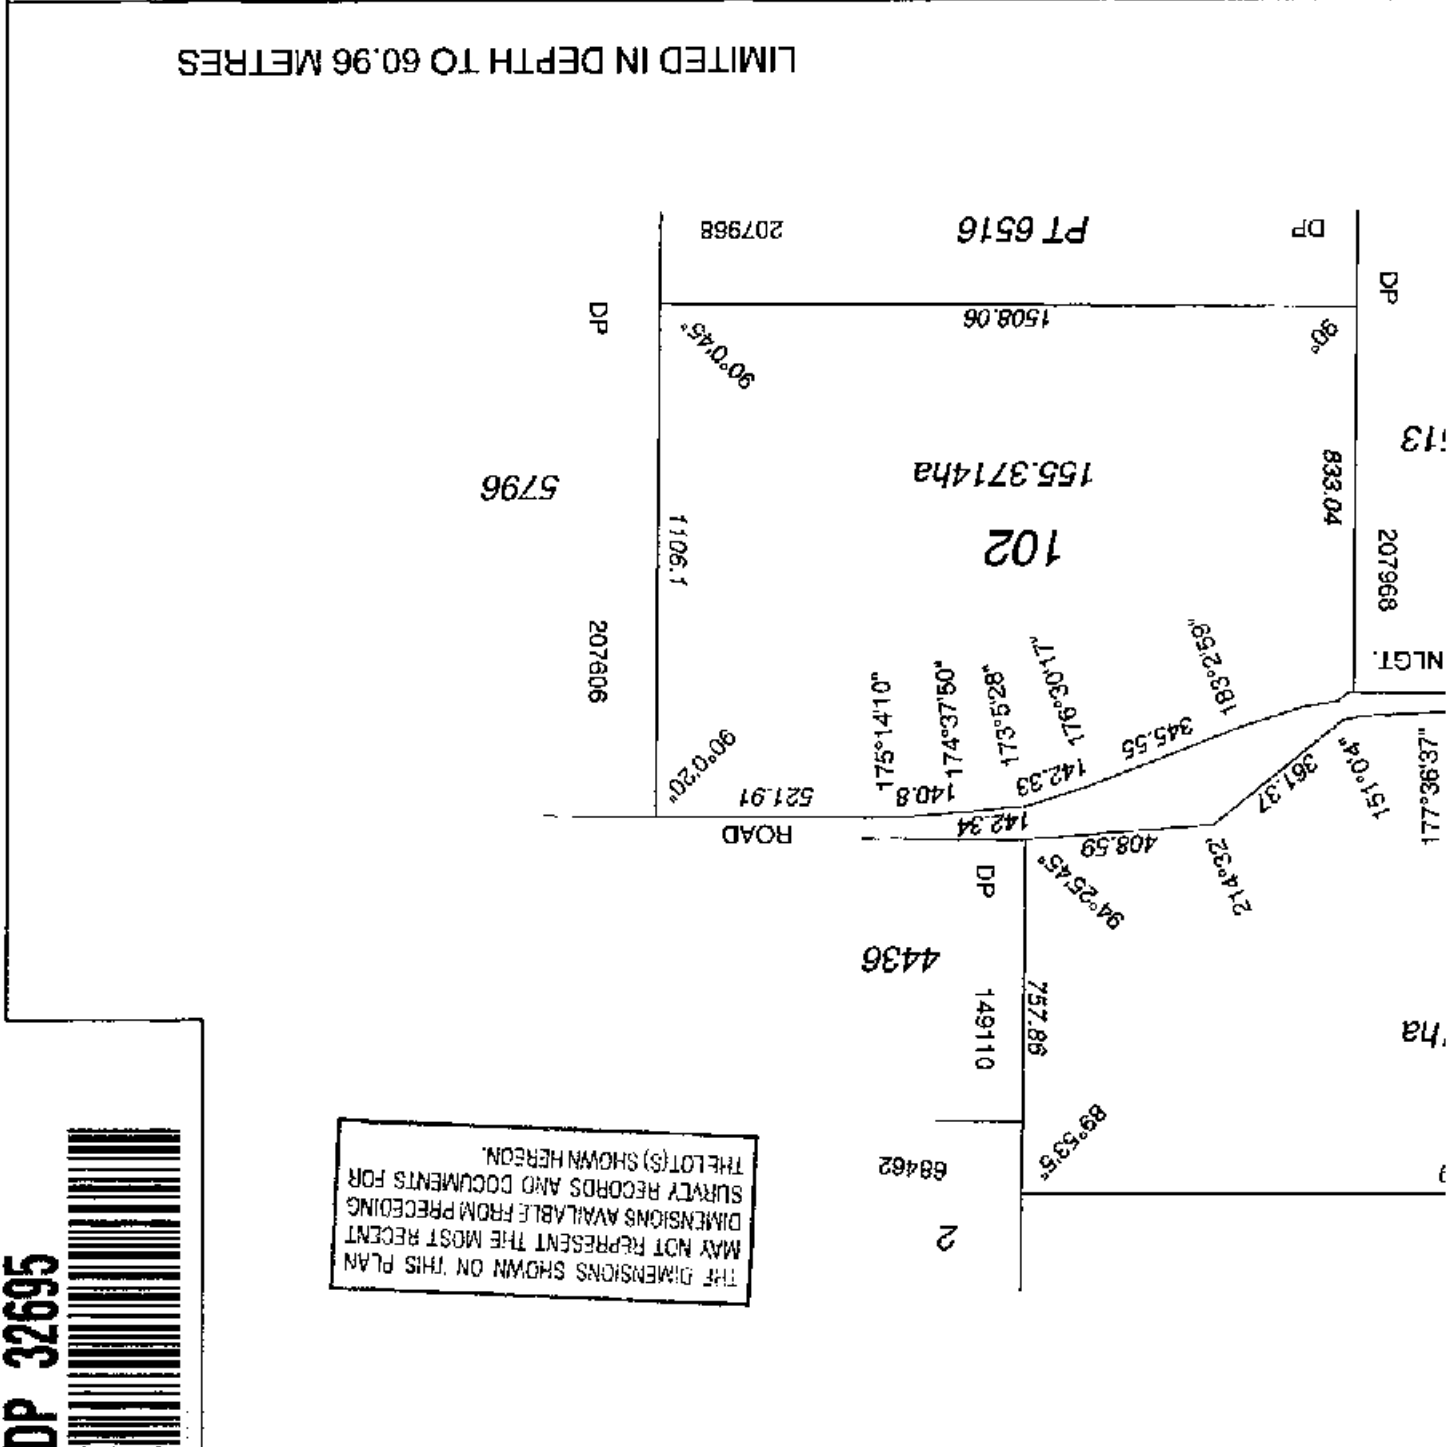 LIMITED IN DEPTH TO 60.96 METRES
207968
PT 6516
DP
DP
DP
1508.06
90°0'45"
90°
5796
155.3714ha
102
1106.1
833.04
207968
207606
NLGT.
175°14'10"
174°37'50"
173°5'28"
176°30'17"
183°2'59"
90°0'20"
521.91
140.8
142.33
345.55
ROAD
142.34
408.59
361.37
151°0'4"
177°36'37"
214°32'
94°25'45"
DP
4436
149110
757.86
ha
89°53'5"
68462
2
THE DIMENSIONS SHOWN ON THIS PLAN
MAY NOT REPRESENT THE MOST RECENT
DIMENSIONS AVAILABLE FROM PRECEDING
SURVEY RECORDS AND DOCUMENTS FOR
THE LOT(S) SHOWN HEREON.
DP 32695